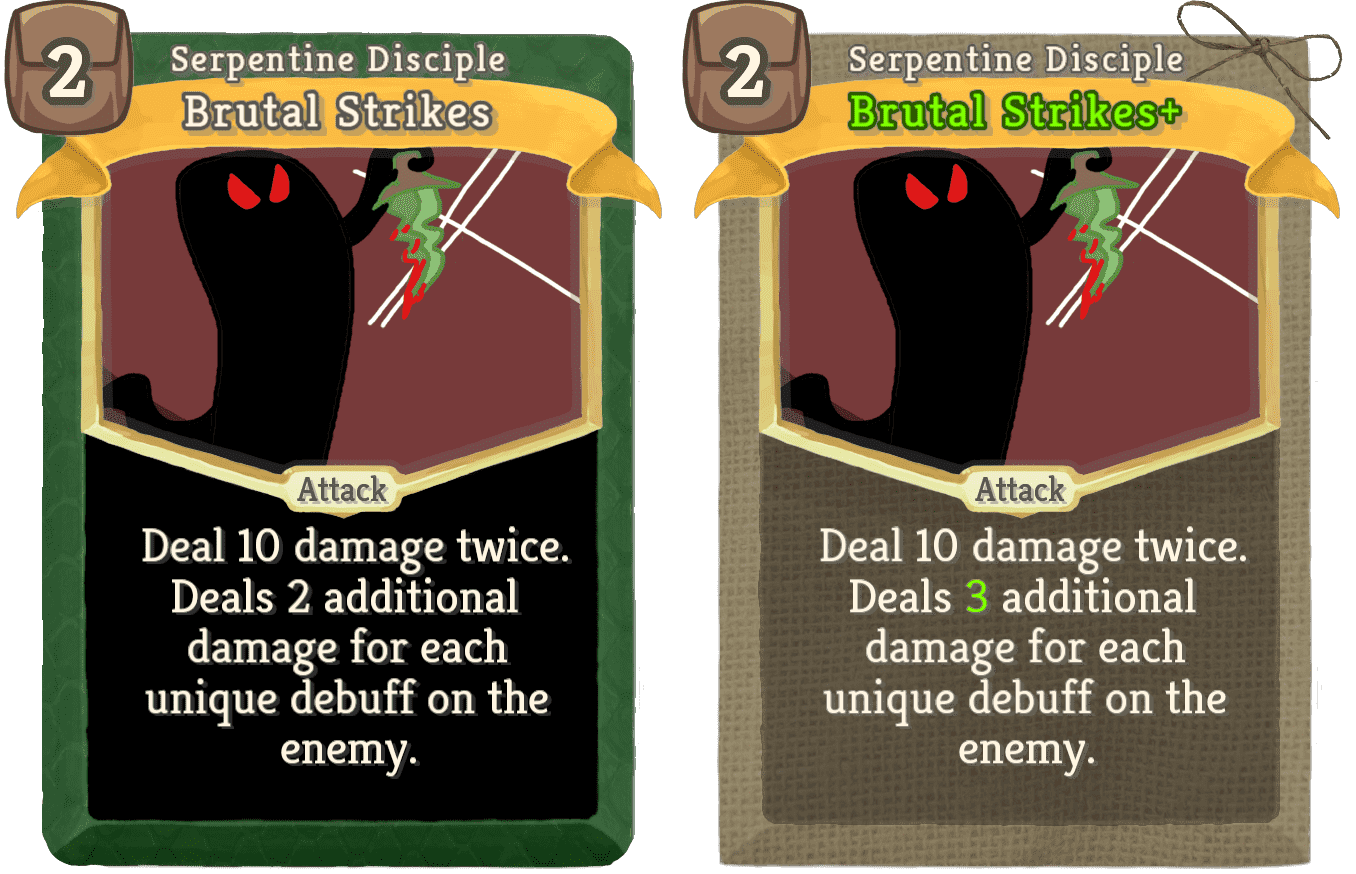 2
Serpentine Disciple
Brutal Strikes
Attack
Deal 10 damage twice.
Deals 2 additional
damage for each
unique debuff on the
enemy.
2
Serpentine Disciple
Brutal Strikes+
Attack
Deal 10 damage twice.
Deals 3 additional
damage for each
unique debuff on the
enemy.